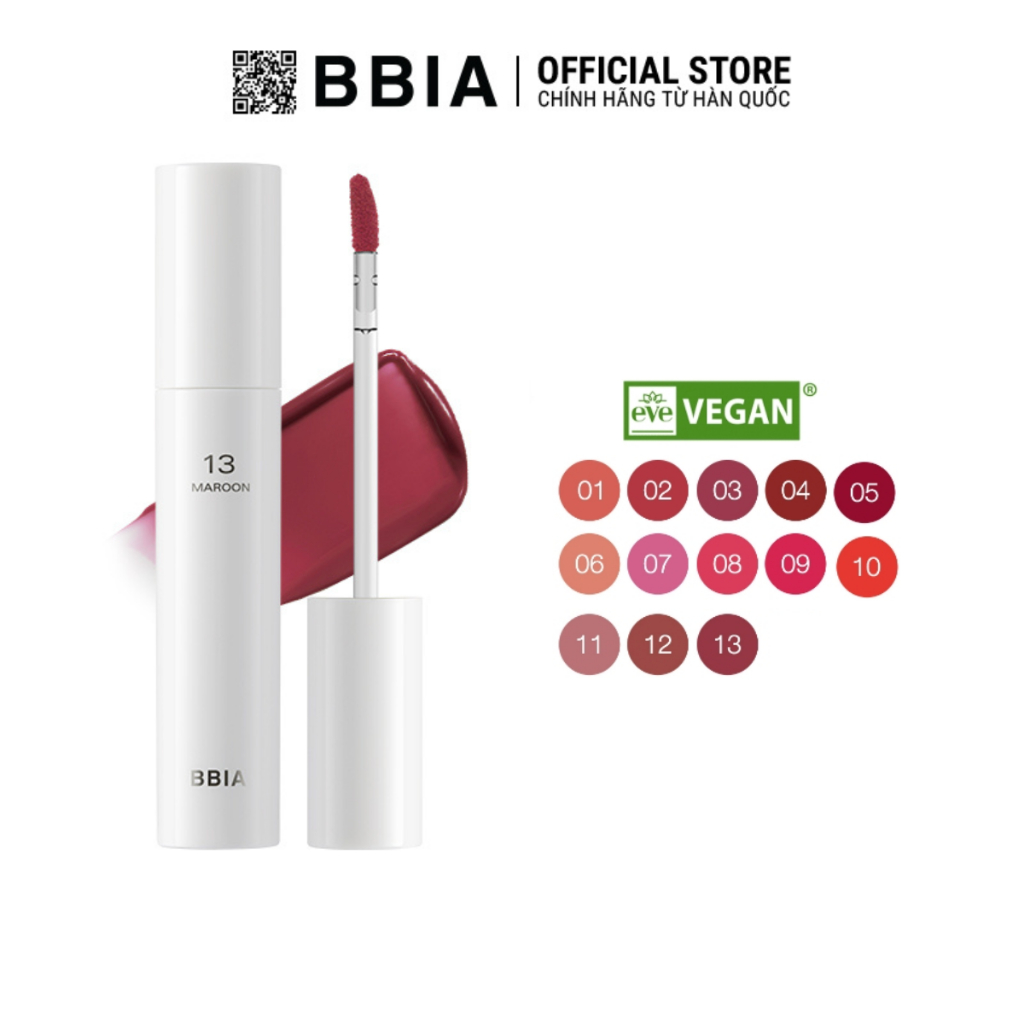 BBIA
OFFICIAL STORE
CHÍNH HÃNG TỪ HÀN QUỐC
13
MAROON
BBIA
eve VEGAN®
01 02 03 04 05
06 07 08 09 10
11 12 13